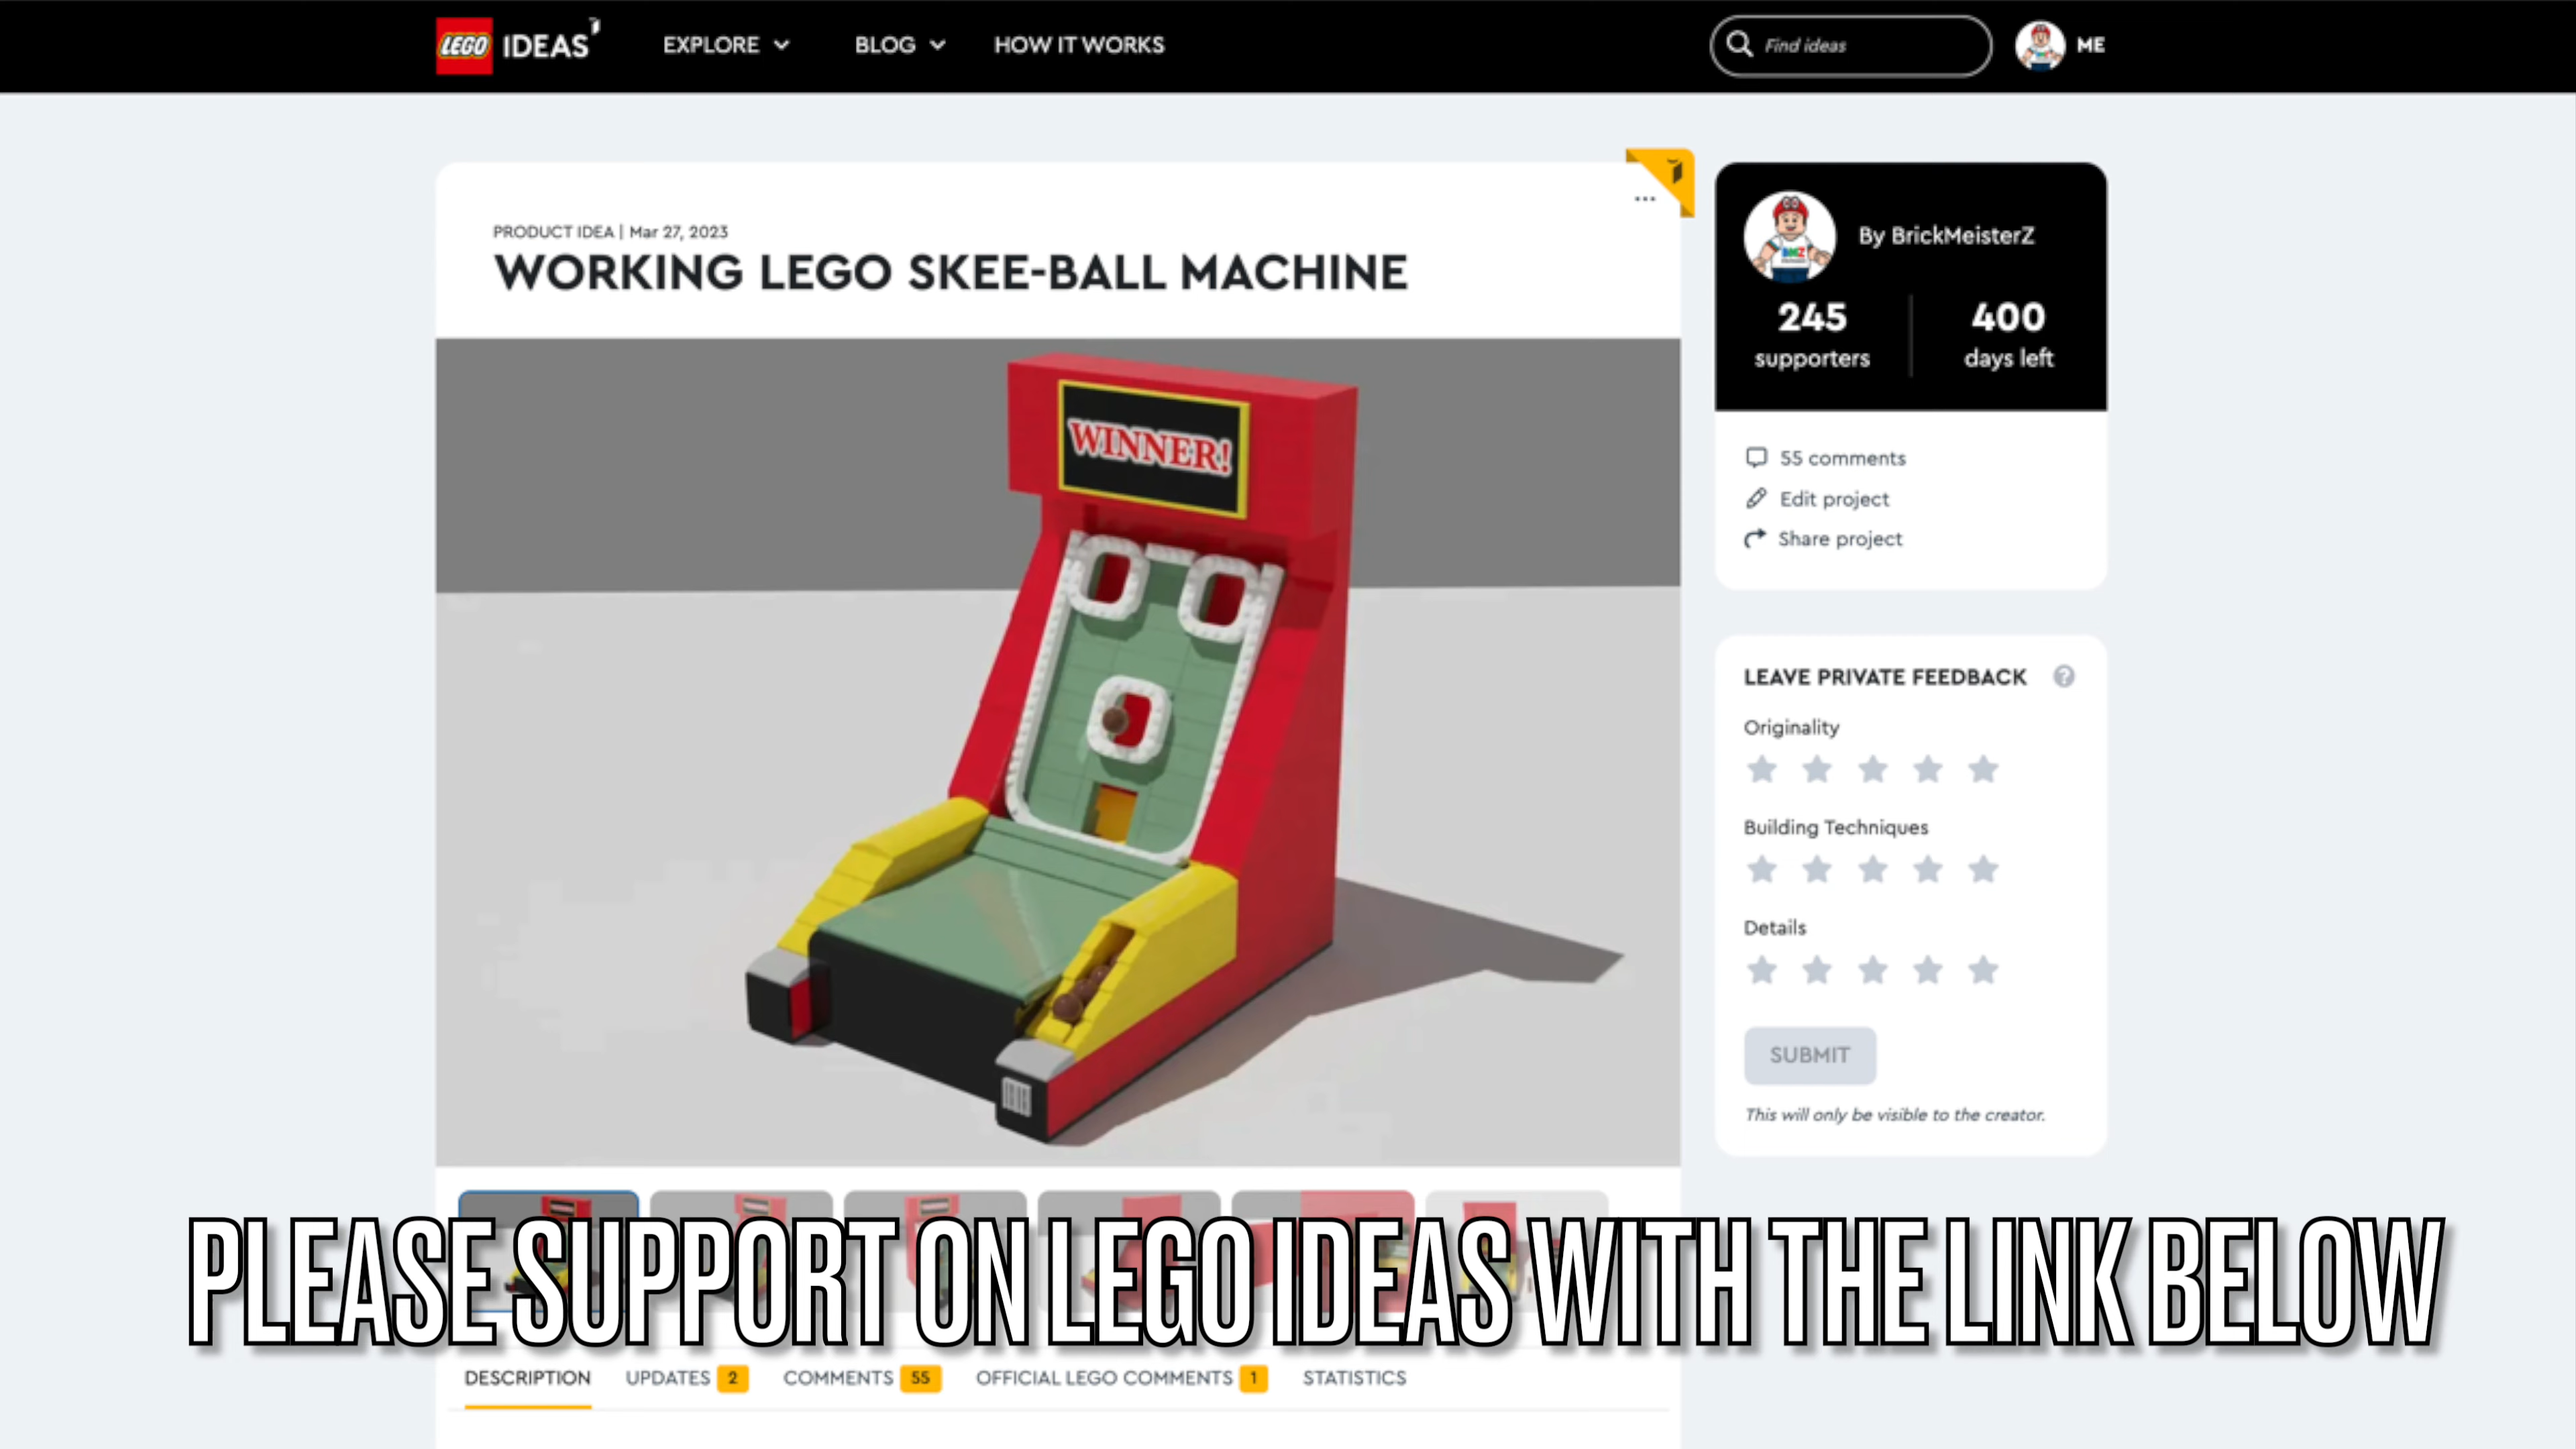 LEGO IDEAS
EXPLORE
BLOG
HOW IT WORKS
Find ideas
ME
PRODUCT IDEA | Mar 27, 2023
WORKING LEGO SKEE-BALL MACHINE
WINNER!
By BrickMeisterZ
245
supporters
400
days left
55 comments
Edit project
Share project
LEAVE PRIVATE FEEDBACK ?
Originality
Building Techniques
Details
SUBMIT
This will only be visible to the creator.
PLEASE SUPPORT ON LEGO IDEAS WITH THE LINK BELOW
DESCRIPTION UPDATES 2 COMMENTS 55 OFFICIAL LEGO COMMENTS 1 STATISTICS